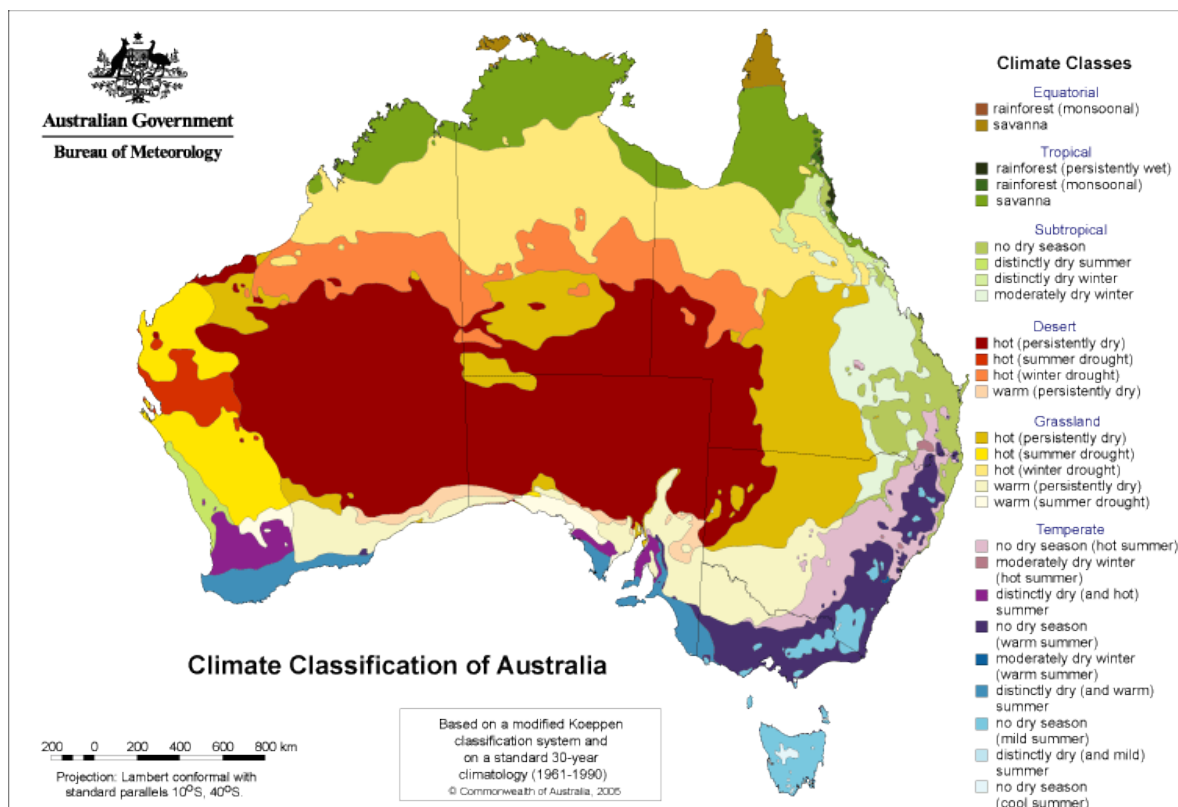 Australian Government
Bureau of Meteorology
Climate Classes
Equatorial
rainforest (monsoonal)
savanna
Tropical
rainforest (persistently wet)
rainforest (monsoonal)
savanna
Subtropical
no dry season
distinctly dry summer
distinctly dry winter
moderately dry winter
Desert
hot (persistently dry)
hot (summer drought)
hot (winter drought)
warm (persistently dry)
Grassland
hot (persistently dry)
hot (summer drought)
hot (winter drought)
warm (persistently dry)
warm (summer drought)
Temperate
no dry season (hot summer)
moderately dry winter
(hot summer)
distinctly dry (and hot)
summer
no dry season
(warm summer)
moderately dry winter
(warm summer)
distinctly dry (and warm)
summer
no dry season
(mild summer)
distinctly dry (and mild)
summer
no dry season
(cool summer)
Climate Classification of Australia
Based on a modified Koeppen
classification system and
on a standard 30-year
climatology (1961-1990)
© Commonwealth of Australia, 2005
200 0 200 400 600 800 km
Projection: Lambert conformal with
standard parallels 10°S, 40°S.